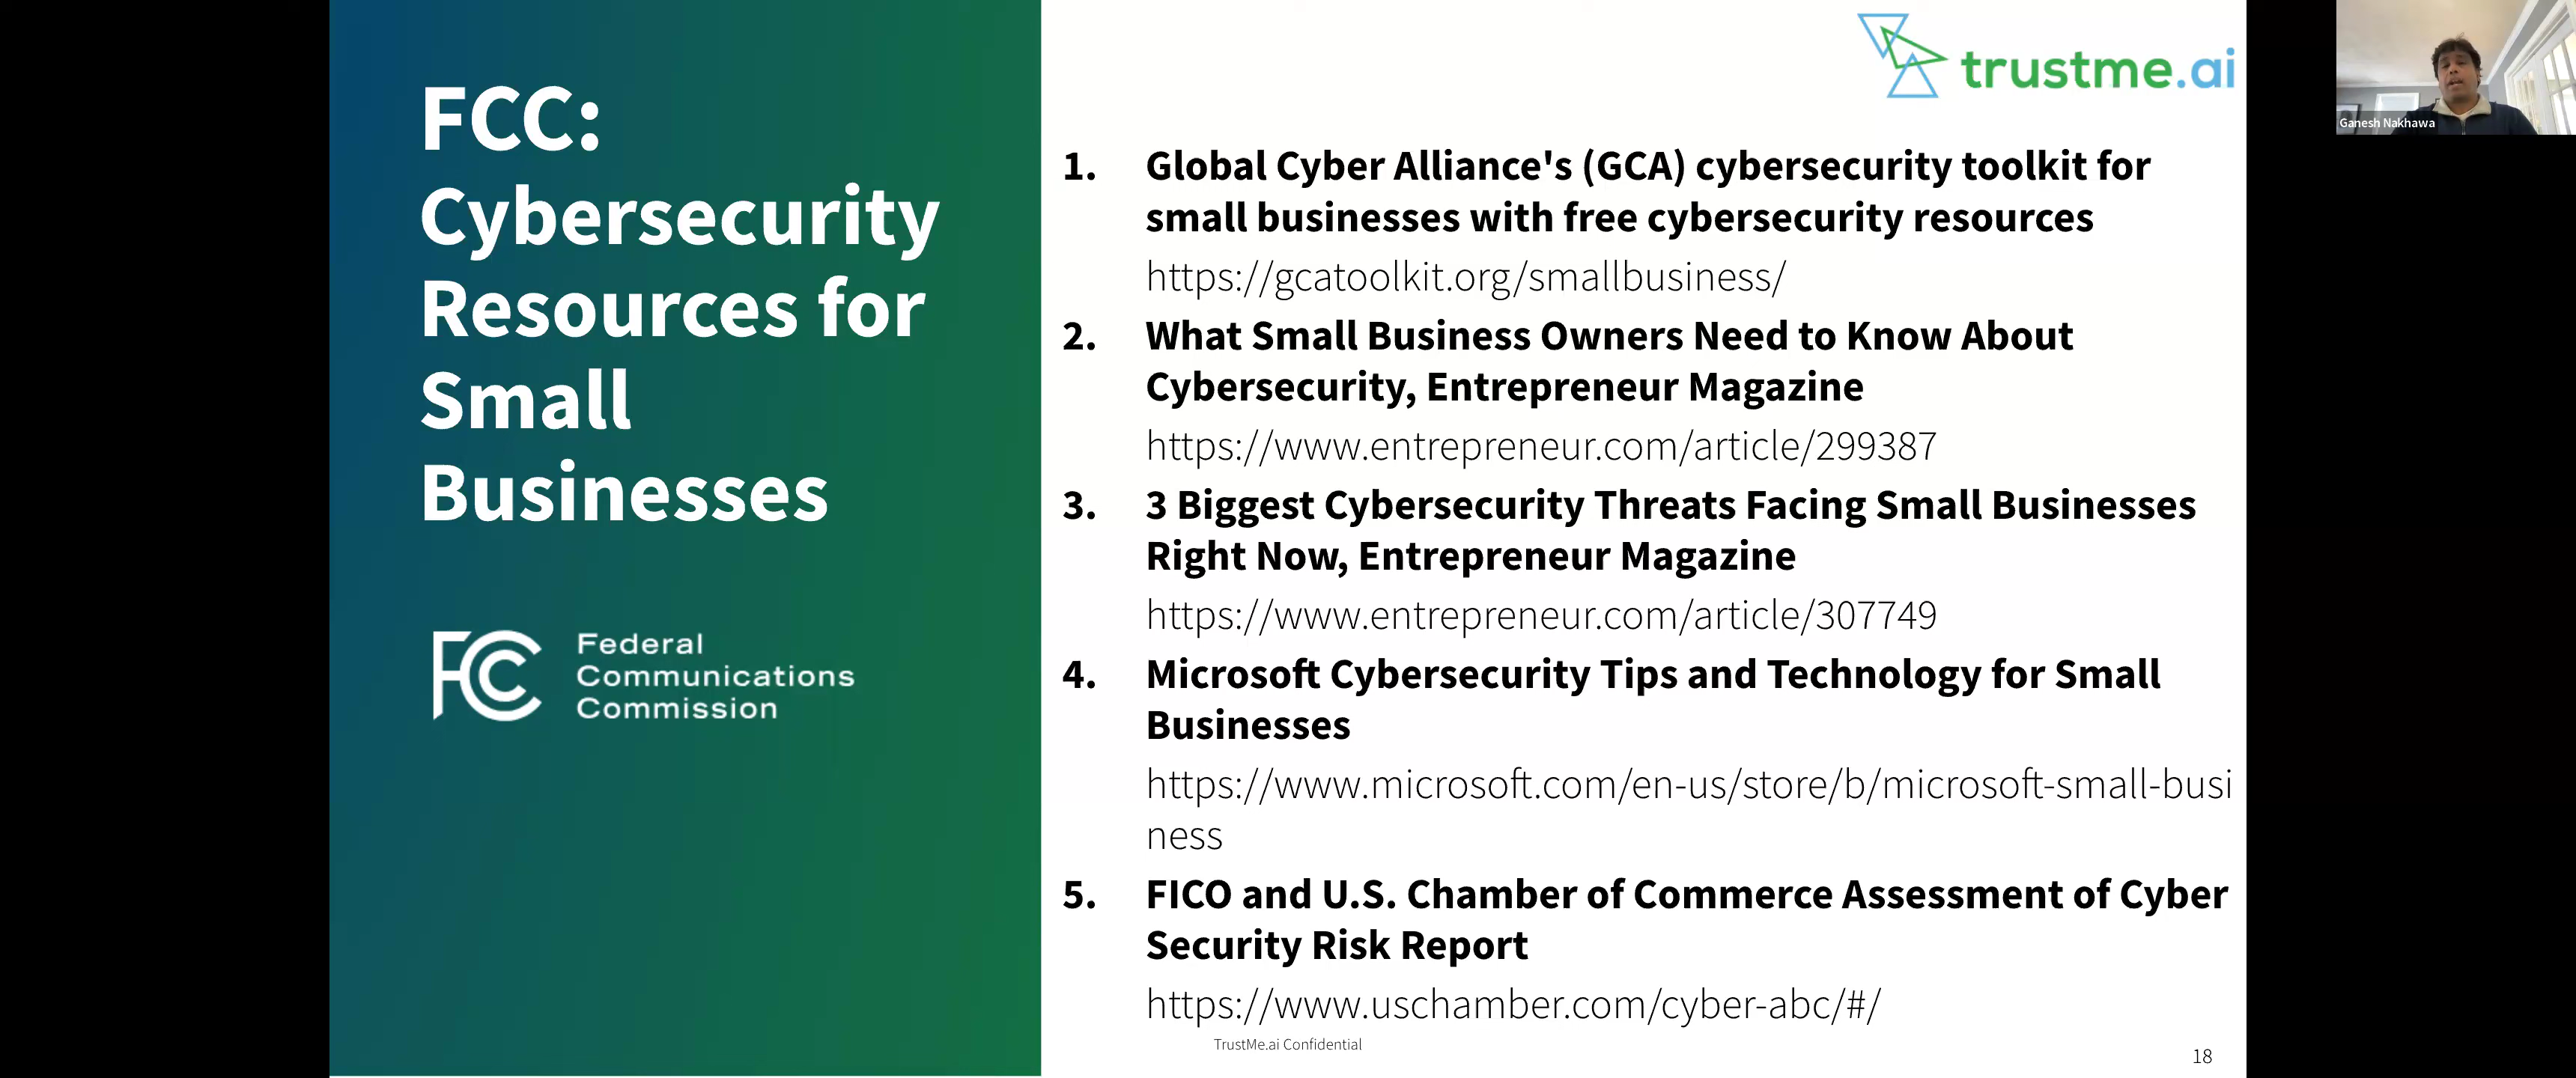 FCC:
Cybersecurity
Resources for
Small
Businesses
FCC
Federal
Communications
Commission
trustme.ai
1. Global Cyber Alliance's (GCA) cybersecurity toolkit for
small businesses with free cybersecurity resources
https://gcatoolkit.org/smallbusiness/
2. What Small Business Owners Need to Know About
Cybersecurity, Entrepreneur Magazine
https://www.entrepreneur.com/article/299387
3. 3 Biggest Cybersecurity Threats Facing Small Businesses
Right Now, Entrepreneur Magazine
https://www.entrepreneur.com/article/307749
4. Microsoft Cybersecurity Tips and Technology for Small
Businesses
https://www.microsoft.com/en-us/store/b/microsoft-small-busi
ness
5. FICO and U.S. Chamber of Commerce Assessment of Cyber
Security Risk Report
https://www.uschamber.com/cyber-abc/#/
TrustMe.ai Confidential
18
Ganesh Nakhawa